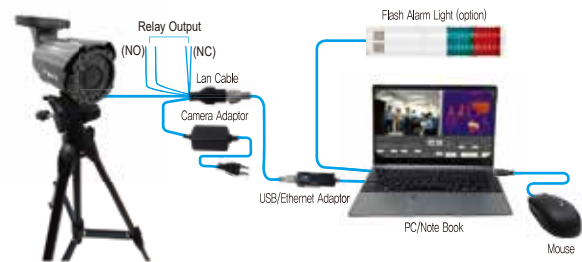 Relay Output
(NO)
(NC)
Lan Cable
Camera Adaptor
USB/Ethernet Adaptor
Flash Alarm Light (option)
PC/Note Book
Mouse